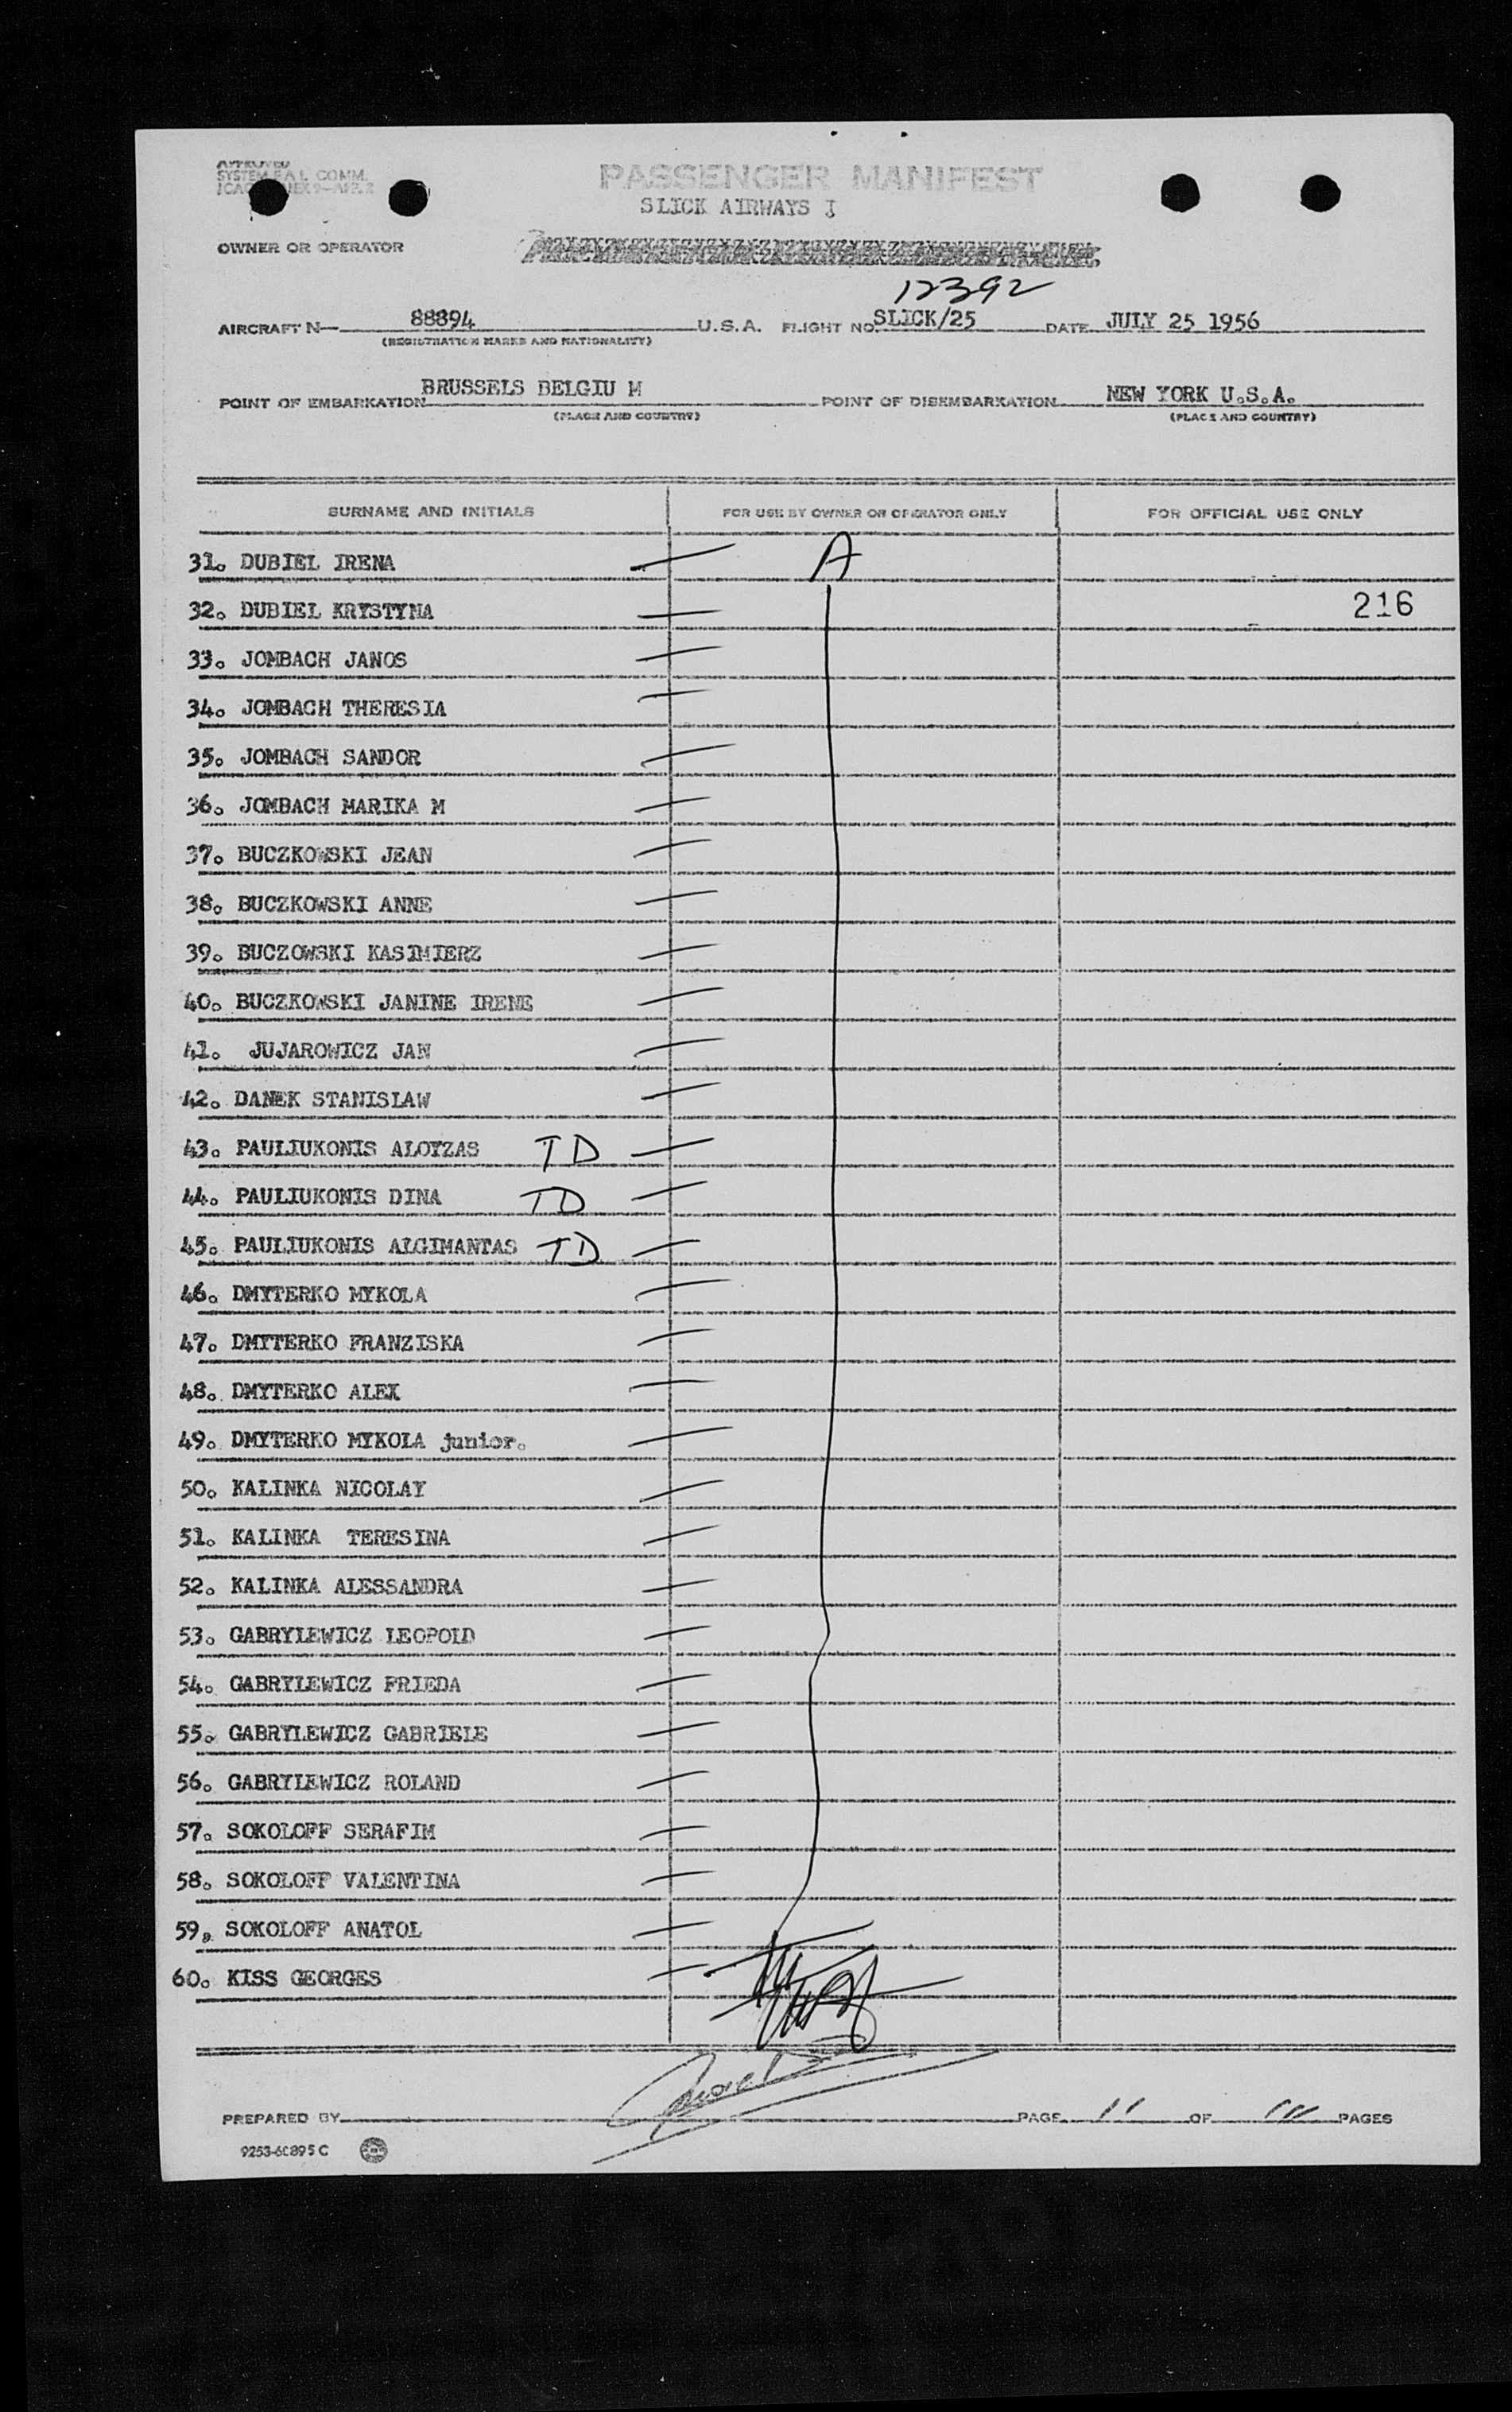 APPROVED
SYSTEM F.A.L. COMM.
PASSENGER MANIFEST
SLICK AIRWAYS I
OWNER OR OPERATOR
12392
AIRCRAFT N— 88894 U.S.A. FLIGHT NO. SLICK/25 DATE JULY 25 1956
(REGISTRATION MARKS AND NATIONALITY)
POINT OF EMBARKATION BRUSSELS BELGIU M POINT OF DISEMBARKATION NEW YORK U.S.A.
(PLACE AND COUNTRY) (PLACE AND COUNTRY)
SURNAME AND INITIALS FOR USE BY OWNER OR OPERATOR ONLY FOR OFFICIAL USE ONLY
31. DUBIEL IRENA A
32. DUBIEL KRYSTYNA 216
33. JOMBACH JANOS
34. JOMBACH THERESIA
35. JOMBACH SANDOR
36. JOMBACH MARIKA M
37. BUCZKOWSKI JEAN
38. BUCZKOWSKI ANNE
39. BUCZOWSKI KASIMIERZ
40. BUCZKOWSKI JANINE IRENE
41. JUJAROWICZ JAN
42. DANEK STANISLAW
43. PAULIUKONIS ALOYZAS TD
44. PAULIUKONIS DINA TD
45. PAULIUKONIS ALGIMANTAS TD
46. DMYTERKO MYKOLA
47. DMYTERKO FRANZISKA
48. DMYTERKO ALEX
49. DMYTERKO MYKOLA junior.
50. KALINKA NICOLAY
51. KALINKA TERESINA
52. KALINKA ALESSANDRA
53. GABRYLEWICZ LEOPOLD
54. GABRYLEWICZ FRIEDA
55. GABRYLEWICZ GABRIELE
56. GABRYLEWICZ ROLAND
57. SOKOLOFF SERAFIM
58. SOKOLOFF VALENTINA
59. SOKOLOFF ANATOL
60. KISS GEORGES
PREPARED BY PAGE 11 OF PAGES
9253-60895 C